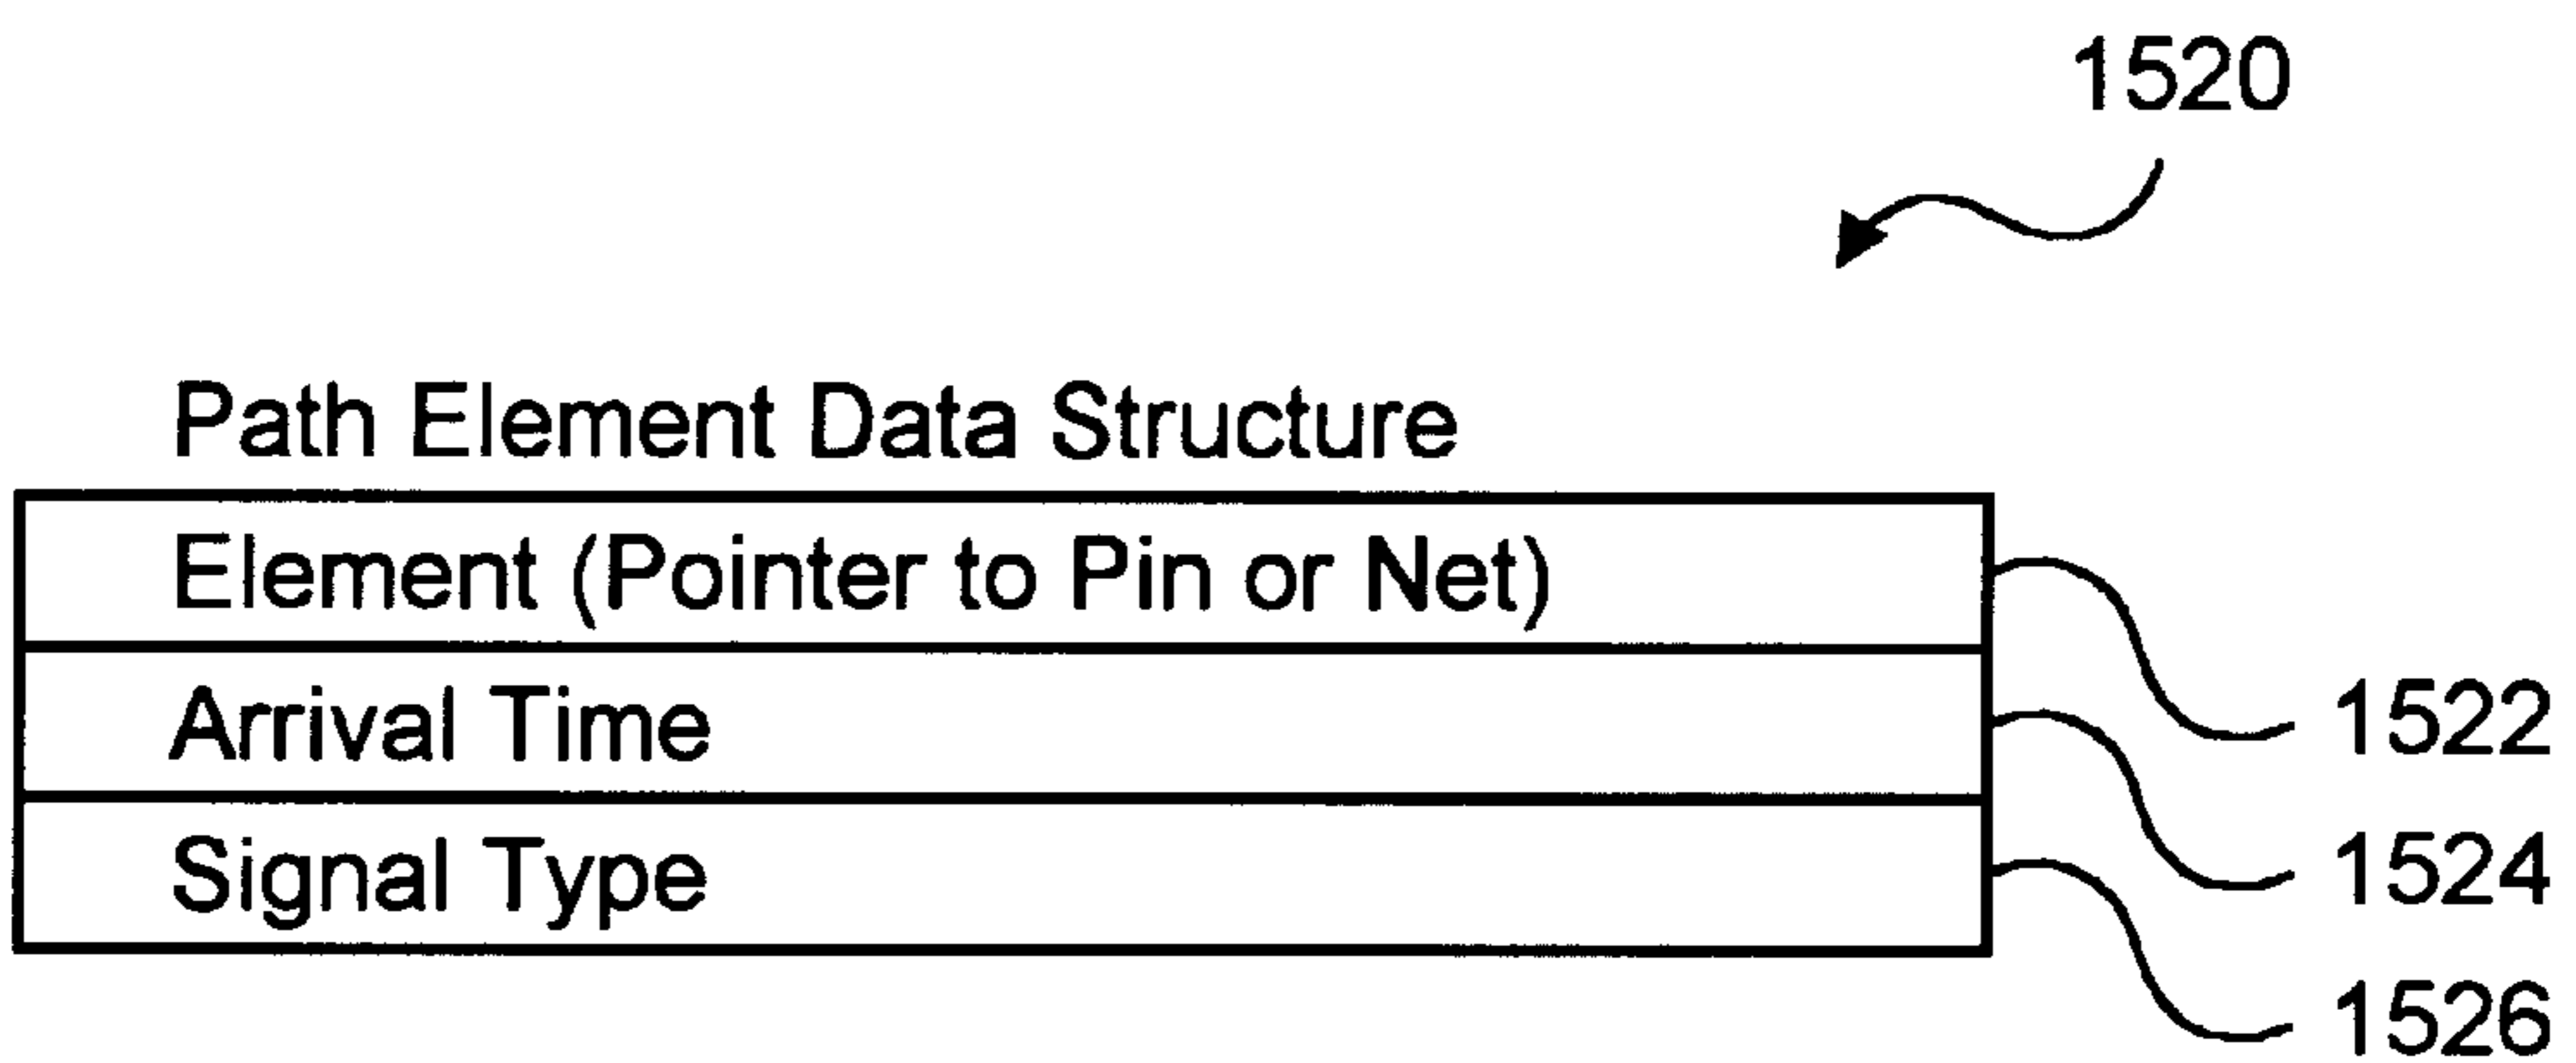 1520
Path Element Data Structure
Element (Pointer to Pin or Net)
Arrival Time
Signal Type
1522
1524
1526